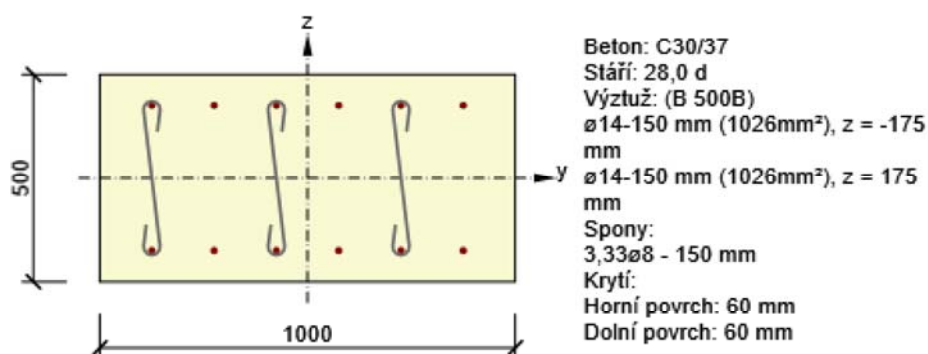 z
y
500
1000
Beton: C30/37
Stáří: 28,0 d
Výztuž: (B 500B)
ø14-150 mm (1026mm²), z = -175
mm
ø14-150 mm (1026mm²), z = 175
mm
Spony:
3,33ø8 - 150 mm
Krytí:
Horní povrch: 60 mm
Dolní povrch: 60 mm